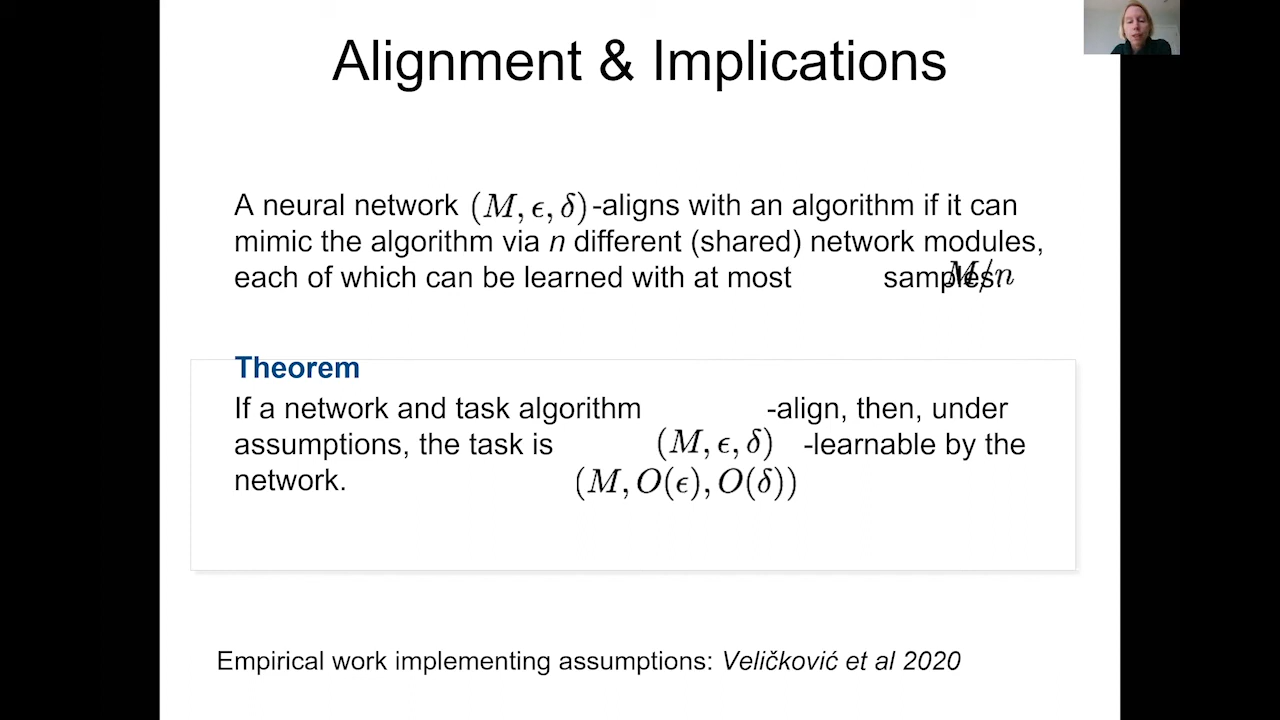 Alignment & Implications
A neural network (M, ϵ, δ)-aligns with an algorithm if it can
mimic the algorithm via n different (shared) network modules,
each of which can be learned with at most samples. M/n
Theorem
If a network and task algorithm -align, then, under
assumptions, the task is (M, ϵ, δ) -learnable by the
network. (M, O(ϵ), O(δ))
Empirical work implementing assumptions: Veličković et al 2020